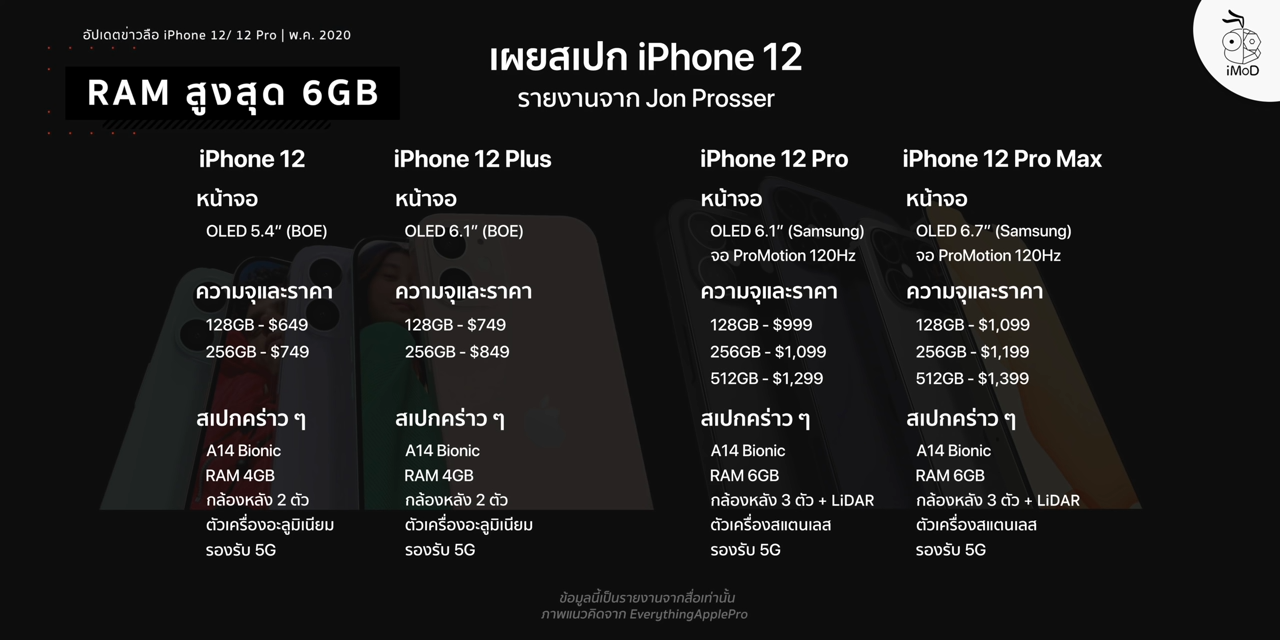 อัปเดตข่าวลือ iPhone 12/ 12 Pro | พ.ค. 2020
RAM สูงสุด 6GB
เผยสเปก iPhone 12
รายงานจาก Jon Prosser
iMoD
iPhone 12
หน้าจอ
OLED 5.4” (BOE)
ความจุและราคา
128GB - $649
256GB - $749
สเปกคร่าว ๆ
A14 Bionic
RAM 4GB
กล้องหลัง 2 ตัว
ตัวเครื่องอะลูมิเนียม
รองรับ 5G
iPhone 12 Plus
หน้าจอ
OLED 6.1” (BOE)
ความจุและราคา
128GB - $749
256GB - $849
สเปกคร่าว ๆ
A14 Bionic
RAM 4GB
กล้องหลัง 2 ตัว
ตัวเครื่องอะลูมิเนียม
รองรับ 5G
iPhone 12 Pro
หน้าจอ
OLED 6.1” (Samsung)
จอ ProMotion 120Hz
ความจุและราคา
128GB - $999
256GB - $1,099
512GB - $1,299
สเปกคร่าว ๆ
A14 Bionic
RAM 6GB
กล้องหลัง 3 ตัว + LiDAR
ตัวเครื่องสแตนเลส
รองรับ 5G
iPhone 12 Pro Max
หน้าจอ
OLED 6.7” (Samsung)
จอ ProMotion 120Hz
ความจุและราคา
128GB - $1,099
256GB - $1,199
512GB - $1,399
สเปกคร่าว ๆ
A14 Bionic
RAM 6GB
กล้องหลัง 3 ตัว + LiDAR
ตัวเครื่องสแตนเลส
รองรับ 5G
ข้อมูลนี้เป็นรายงานจากสื่อเท่านั้น
ภาพแนวคิดจาก EverythingApplePro